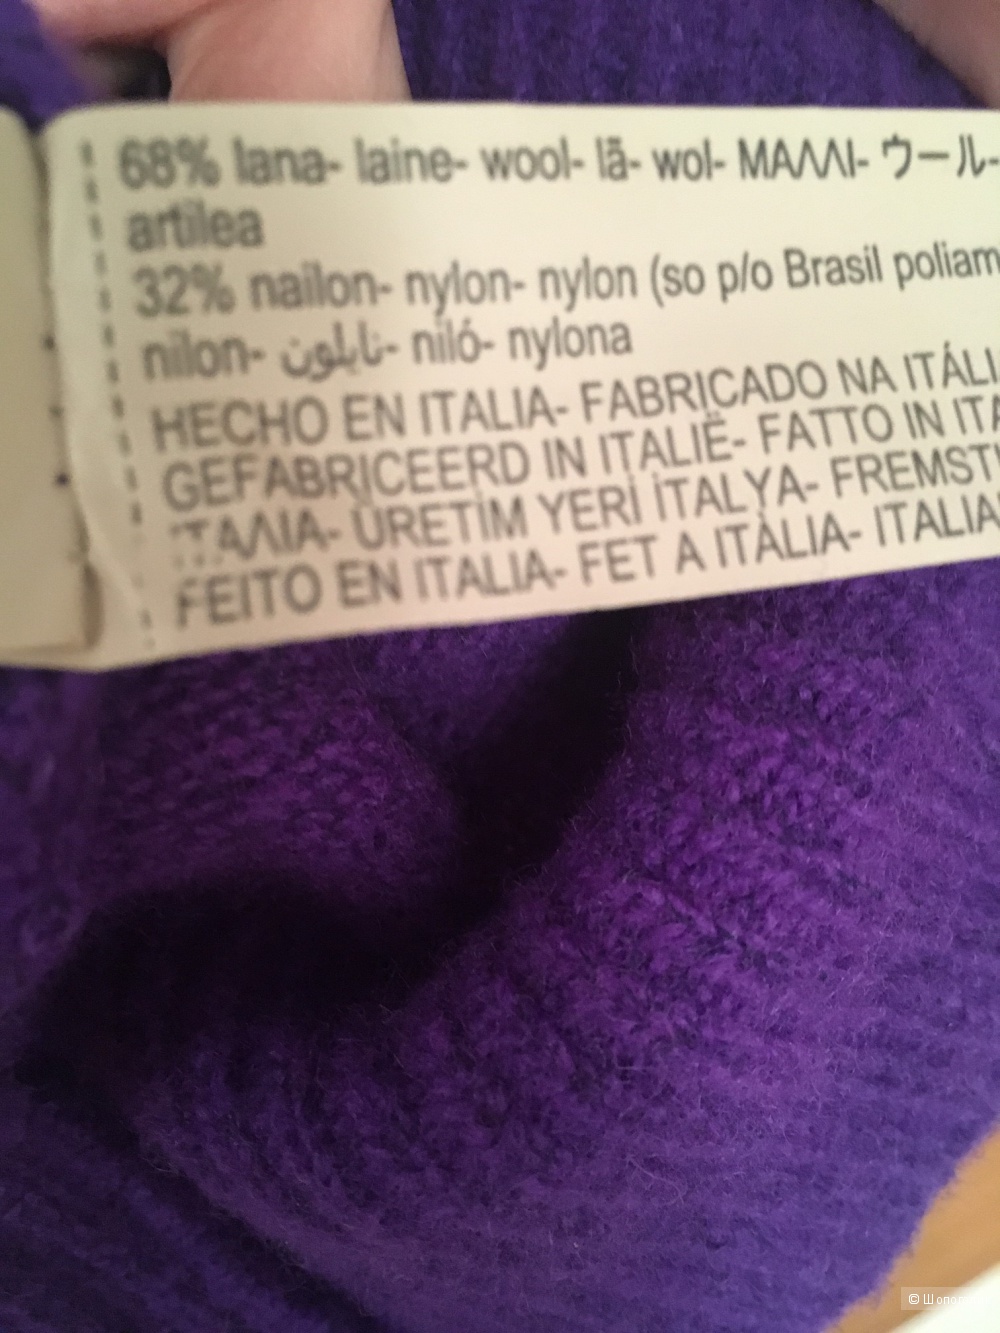 68% lana- laine- wool- lã- wol- ΜΑΛΛΙ- ウール-
artilea
32% nailon- nylon- nylon (so p/o Brasil poliam
nilon- نايلون- niló- nylona
HECHO EN ITALIA- FABRICADO NA ITÁLI
GEFABRICEERD IN ITALIË- FATTO IN ITA
ΙΤΑΛΙΑ- ÜRETİM YERİ İTALYA- FREMSTI
FEITO EN ITALIA- FET A ITÀLIA- ITALIA